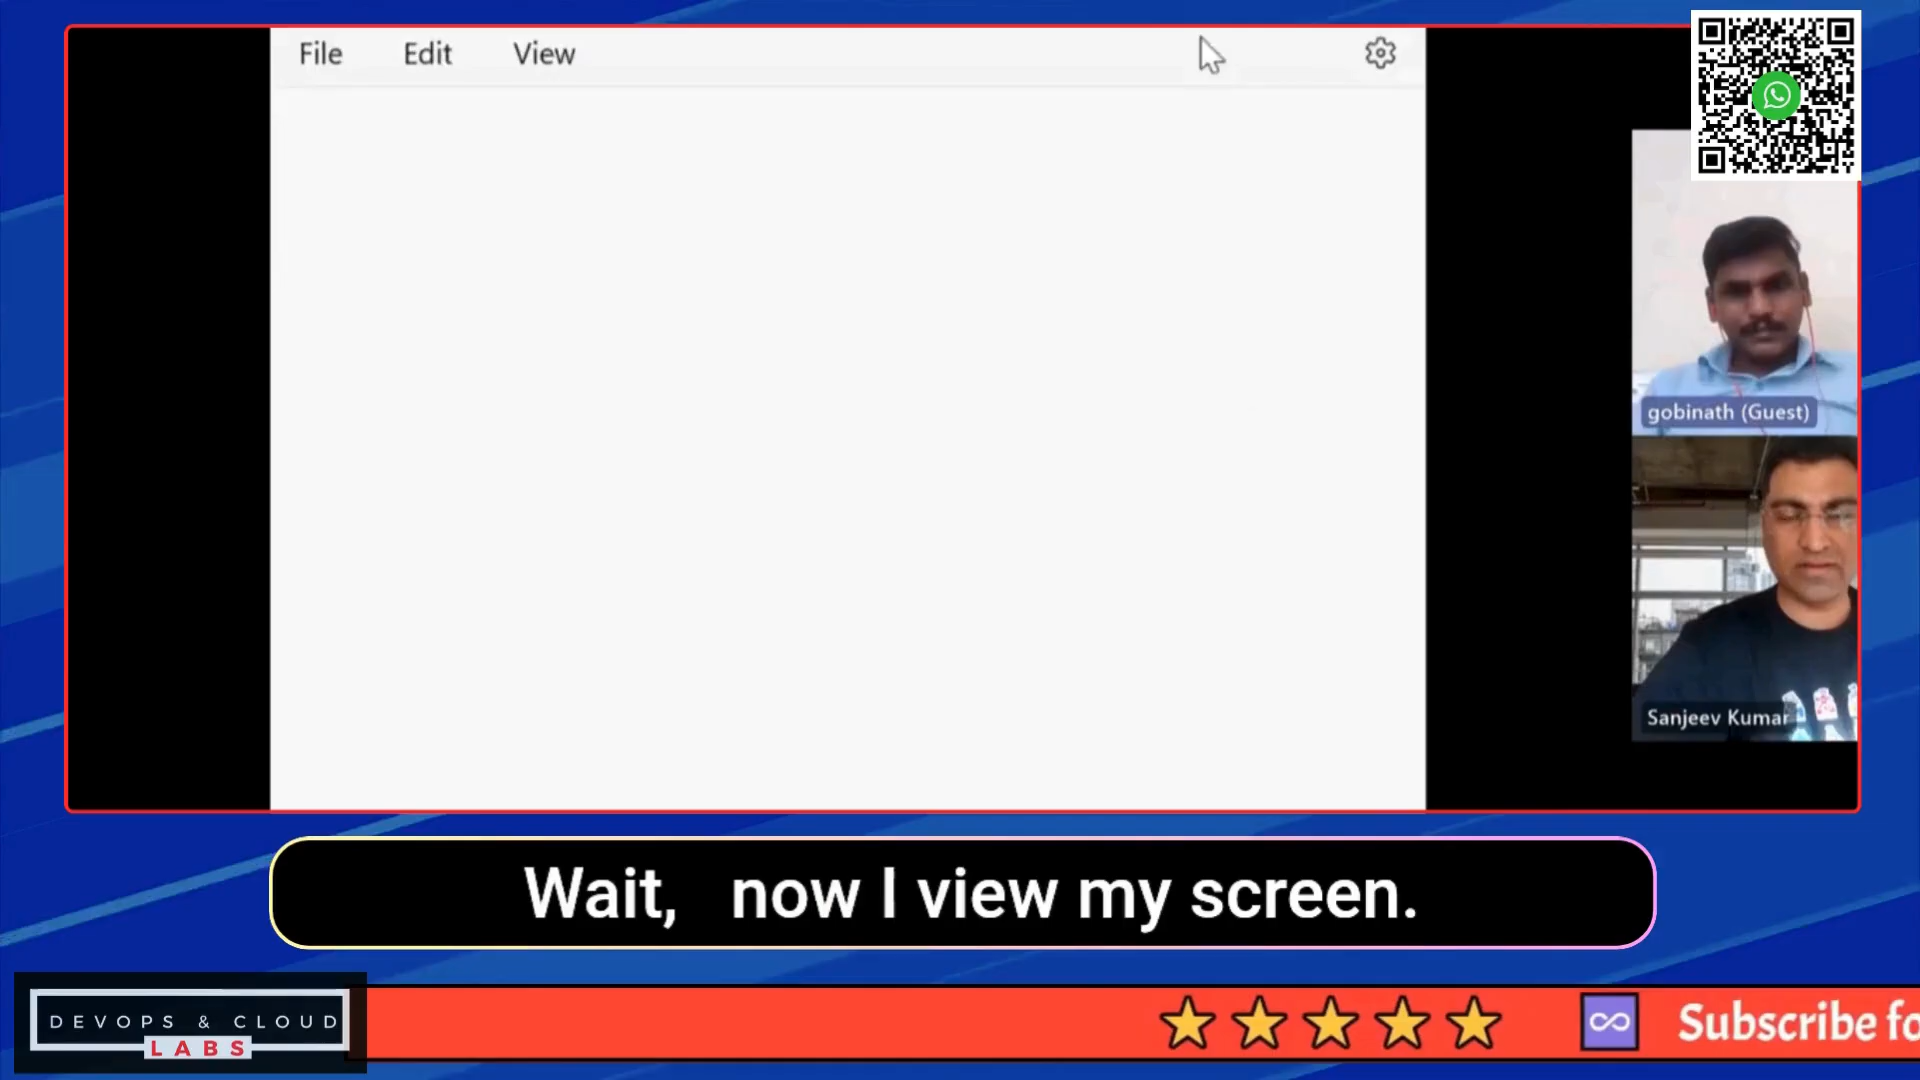 File Edit View
gobinath (Guest)
Sanjeev Kumar
Wait, now I view my screen.
DEVOPS & CLOUD
LABS
Subscribe fo